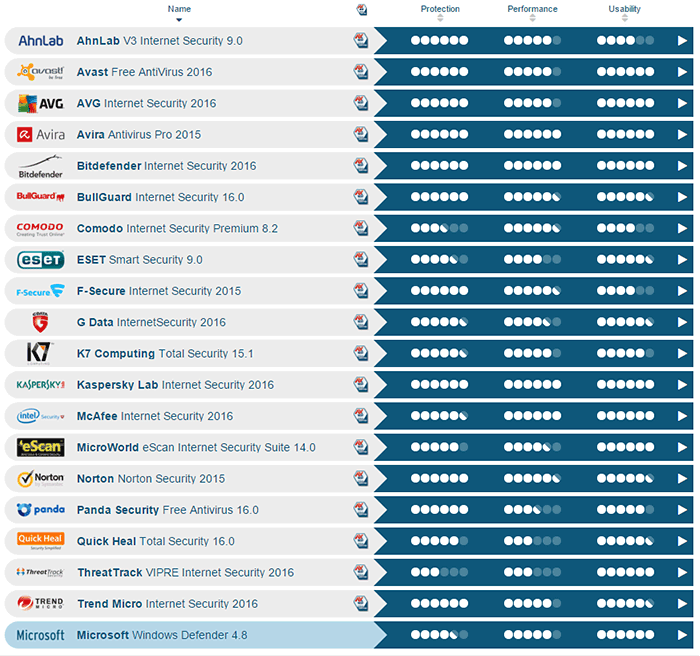 Name Protection Performance Usability
AhnLab AhnLab V3 Internet Security 9.0
avast! Be free Avast Free AntiVirus 2016
AVG AVG Internet Security 2016
Avira Avira Antivirus Pro 2015
Bitdefender Bitdefender Internet Security 2016
BullGuard BullGuard Internet Security 16.0
COMODO Creating Trust Online Comodo Internet Security Premium 8.2
eseT ESET Smart Security 9.0
F-Secure F-Secure Internet Security 2015
G DATA G Data InternetSecurity 2016
K7 COMPUTING K7 Computing Total Security 15.1
KASPERSKY Kaspersky Lab Internet Security 2016
intel Security McAfee Internet Security 2016
eScan MicroWorld eScan Internet Security Suite 14.0
Norton by Symantec Norton Norton Security 2015
panda Panda Security Free Antivirus 16.0
Quick Heal Security Simplified Quick Heal Total Security 16.0
ThreatTrack ThreatTrack VIPRE Internet Security 2016
TREND MICRO Trend Micro Internet Security 2016
Microsoft Microsoft Windows Defender 4.8